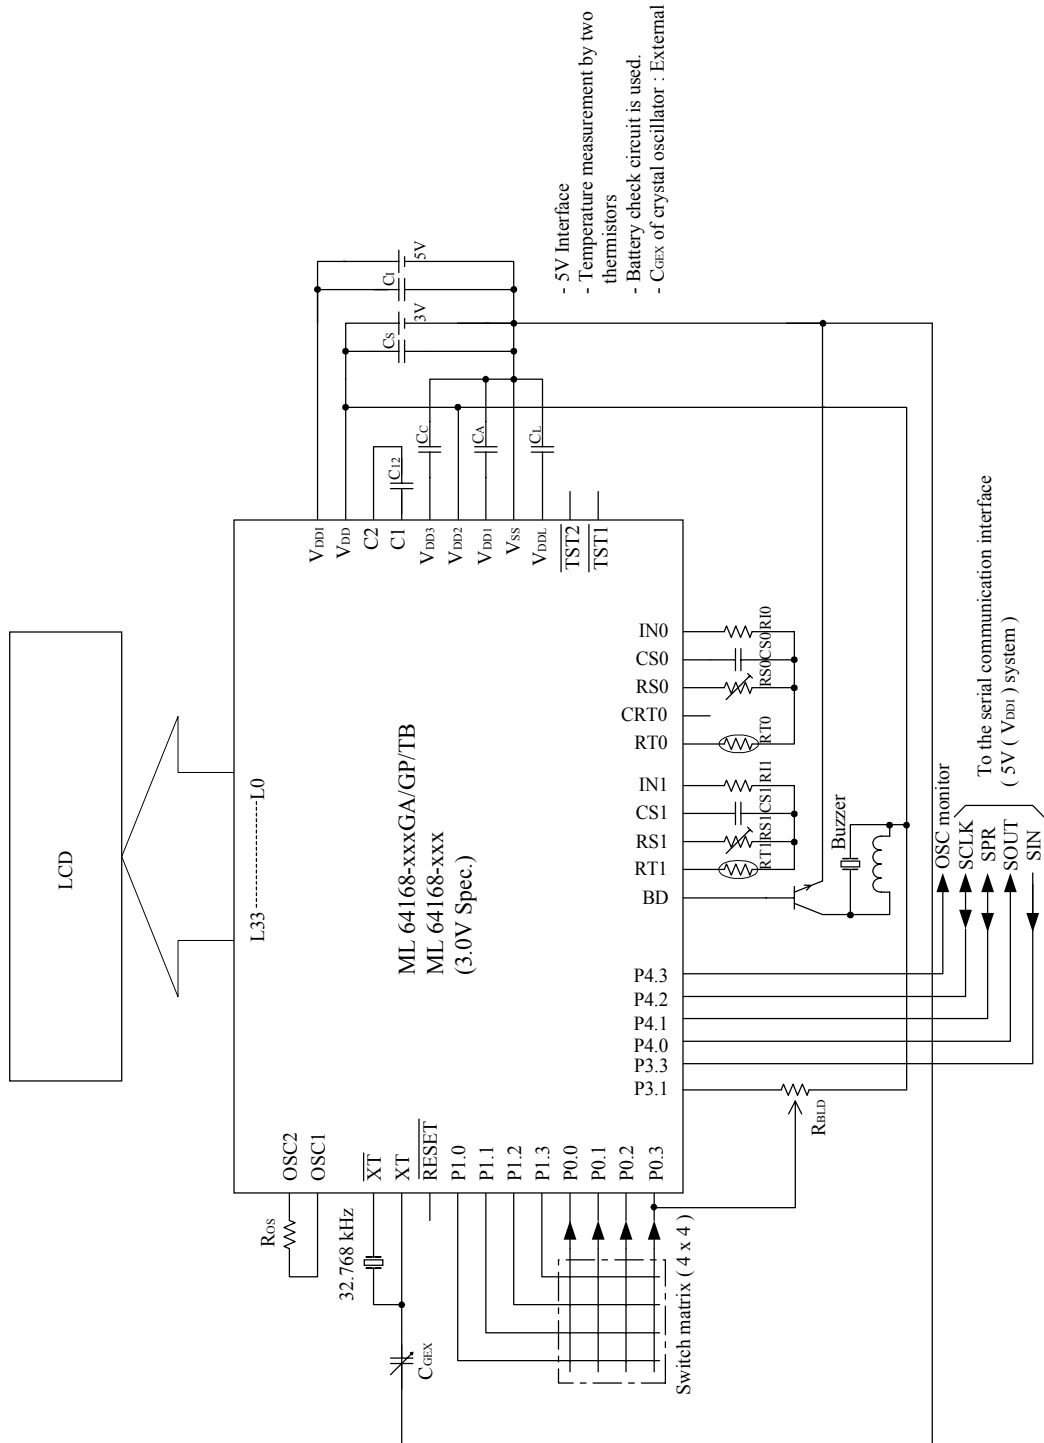 LCD
L33 ---------------- L0
ML 64168-xxxGA/GP/TB
ML 64168-xxx
(3.0V Spec.)
OSC2
OSC1
XT
XT
RESET
P1.0
P1.1
P1.2
P1.3
P0.0
P0.1
P0.2
P0.3
ROS
32.768 kHz
CGEX
Switch matrix ( 4 x 4 )
VDDI
VDD
C2
C1
VDD3
VDD2
VDD1
VSS
VDDL
TST2
TST1
C12
CC
CA
CL
CS
3V
CI
5V
- 5V Interface
- Temperature measurement by two
thermistors
- Battery check circuit is used.
- CGEX of crystal oscillator : External
P3.1
P3.3
P4.0
P4.1
P4.2
P4.3
BD
RT1
RS1
CS1
IN1
RT0
CRT0
RS0
CS0
IN0
RT1
RS1
CS1
RI1
RT0
RS0
CS0
RI0
RBLD
Buzzer
OSC monitor
SCLK
SPR
SOUT
SIN
To the serial communication interface
( 5V ( VDDI ) system )